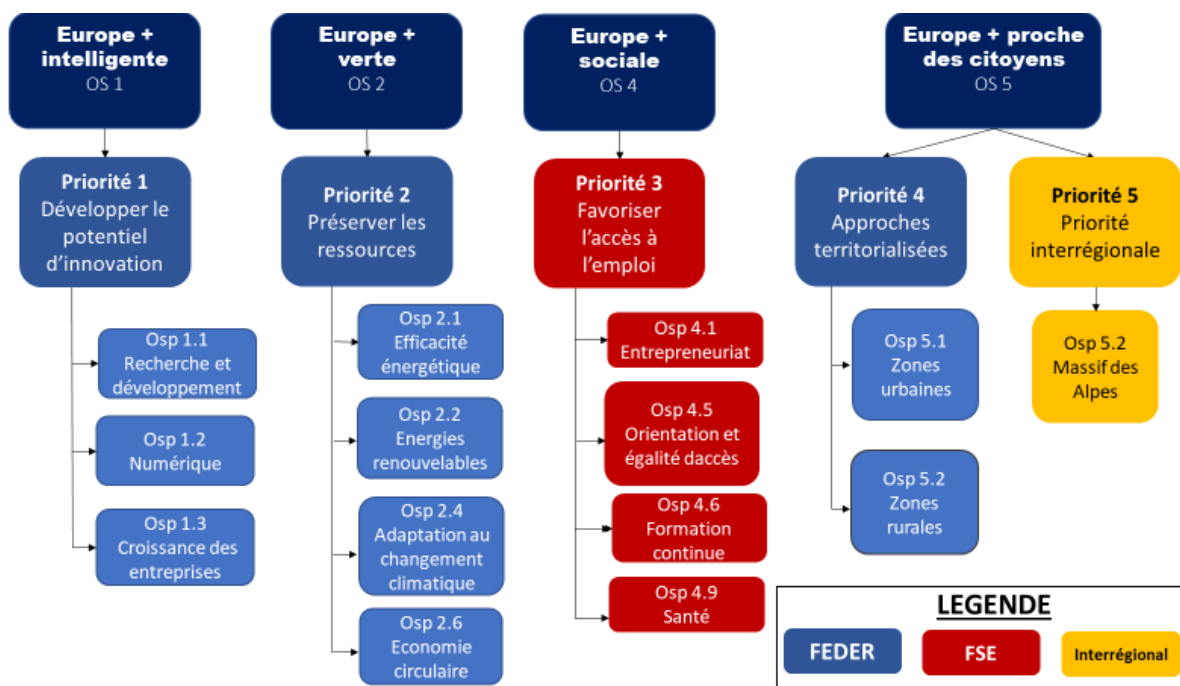 Europe +
intelligente
OS 1
Priorité 1
Développer le
potentiel
d'innovation
Osp 1.1
Recherche et
développement
Osp 1.2
Numérique
Osp 1.3
Croissance des
entreprises
Europe +
verte
OS 2
Priorité 2
Préserver les
ressources
Osp 2.1
Efficacité
énergétique
Osp 2.2
Energies
renouvelables
Osp 2.4
Adaptation au
changement
climatique
Osp 2.6
Economie
circulaire
Europe +
sociale
OS 4
Priorité 3
Favoriser
l'accès à
l'emploi
Osp 4.1
Entrepreneuriat
Osp 4.5
Orientation et
égalité daccès
Osp 4.6
Formation
continue
Osp 4.9
Santé
Europe + proche
des citoyens
OS 5
Priorité 4
Approches
territorialisées
Osp 5.1
Zones
urbaines
Osp 5.2
Zones
rurales
Priorité 5
Priorité
interrégionale
Osp 5.2
Massif des
Alpes
LEGENDE
FEDER
FSE
Interrégional